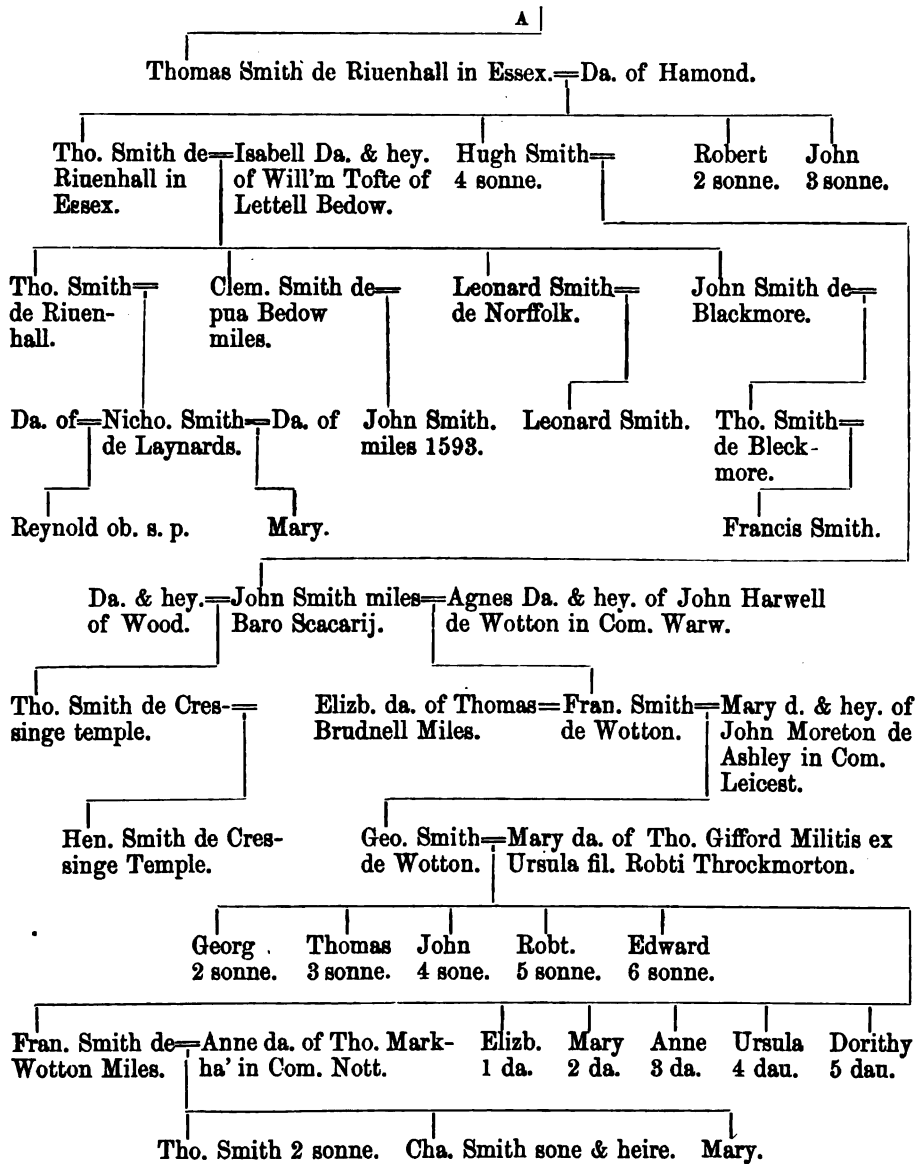 A
Thomas Smith de Riuenhall in Essex.═Da. of Hamond.
Tho. Smith de═Isabell Da. & hey.
Riuenhall in of Will'm Tofte of
Essex. Lettell Bedow.
Hugh Smith═
4 sonne.
Robert
2 sonne.
John
3 sonne.
Tho. Smith═
de Riuen-
hall.
Clem. Smith de═
pua Bedow
miles.
Leonard Smith═
de Norffolk.
John Smith de═
Blackmore.
Da. of═Nicho. Smith═Da. of
de Laynards.
John Smith.
miles 1593.
Leonard Smith.
Tho. Smith═
de Bleck-
more.
Reynold ob. s. p.
Mary.
Francis Smith.
Da. & hey.═John Smith miles═Agnes Da. & hey. of John Harwell
of Wood. Baro Scacarij. de Wotton in Com. Warw.
Tho. Smith de Cres-═
singe temple.
Elizb. da. of Thomas═Fran. Smith═Mary d. & hey. of
Brudnell Miles. de Wotton. John Moreton de
Ashley in Com.
Leicest.
Hen. Smith de Cres-
singe Temple.
Geo. Smith═Mary da. of Tho. Gifford Militis ex
de Wotton. Ursula fil. Robti Throckmorton.
Georg
2 sonne.
Thomas
3 sonne.
John
4 sone.
Robt.
5 sonne.
Edward
6 sonne.
Fran. Smith de═Anne da. of Tho. Mark-
Wotton Miles. ha' in Com. Nott.
Elizb.
1 da.
Mary
2 da.
Anne
3 da.
Ursula
4 dau.
Dorithy
5 dau.
Tho. Smith 2 sonne. Cha. Smith sone & heire. Mary.